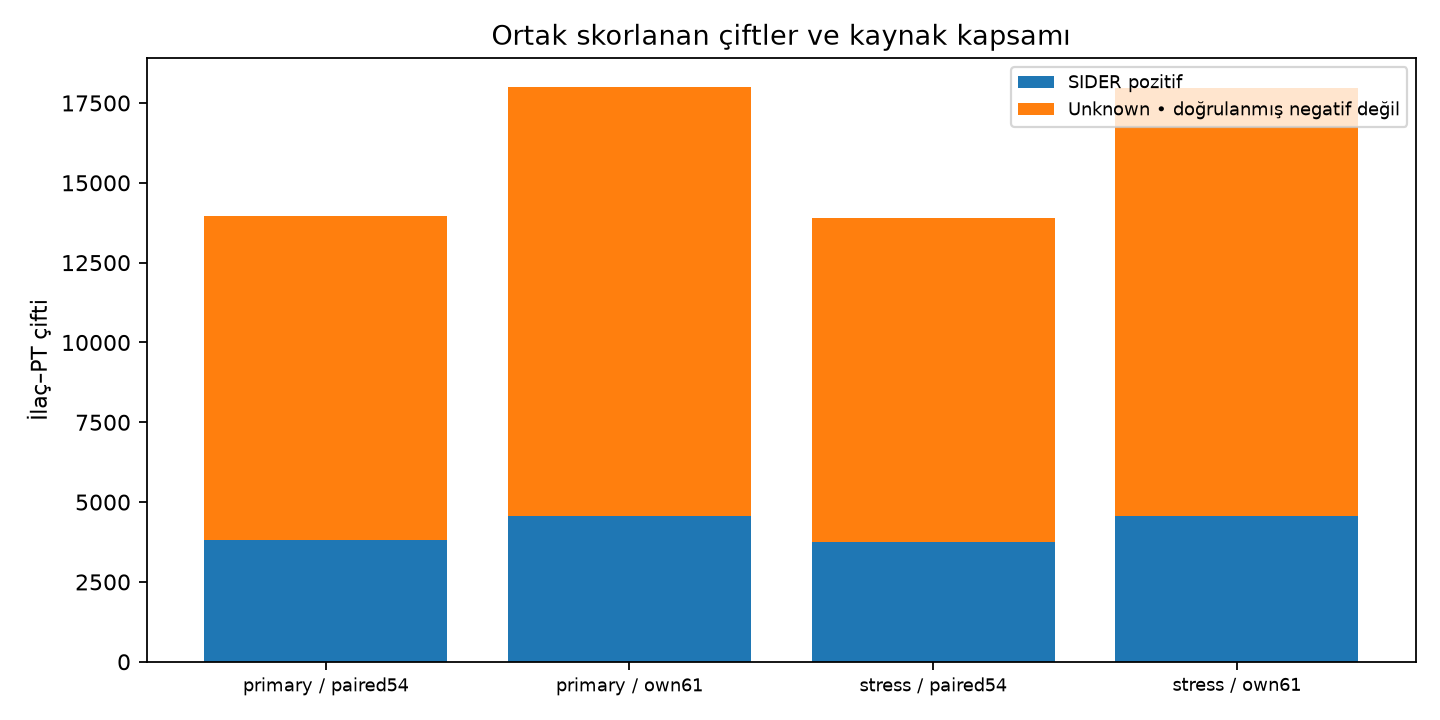 Ortak skorlanan çiftler ve kaynak kapsamı
SIDER pozitif
Unknown • doğrulanmış negatif değil
İlaç–PT çifti
17500
15000
12500
10000
7500
5000
2500
0
primary / paired54
primary / own61
stress / paired54
stress / own61